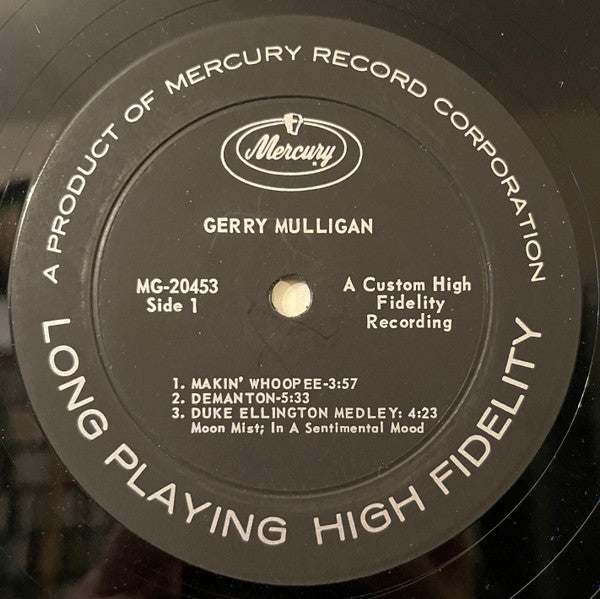 A PRODUCT OF MERCURY RECORD CORPORATION
Mercury
GERRY MULLIGAN
MG-20453
Side 1
A Custom High
Fidelity
Recording
1. MAKIN' WHOOPEE-3:57
2. DEMANTON-5:33
3. DUKE ELLINGTON MEDLEY: 4:23
Moon Mist; In A Sentimental Mood
LONG PLAYING HIGH FIDELITY